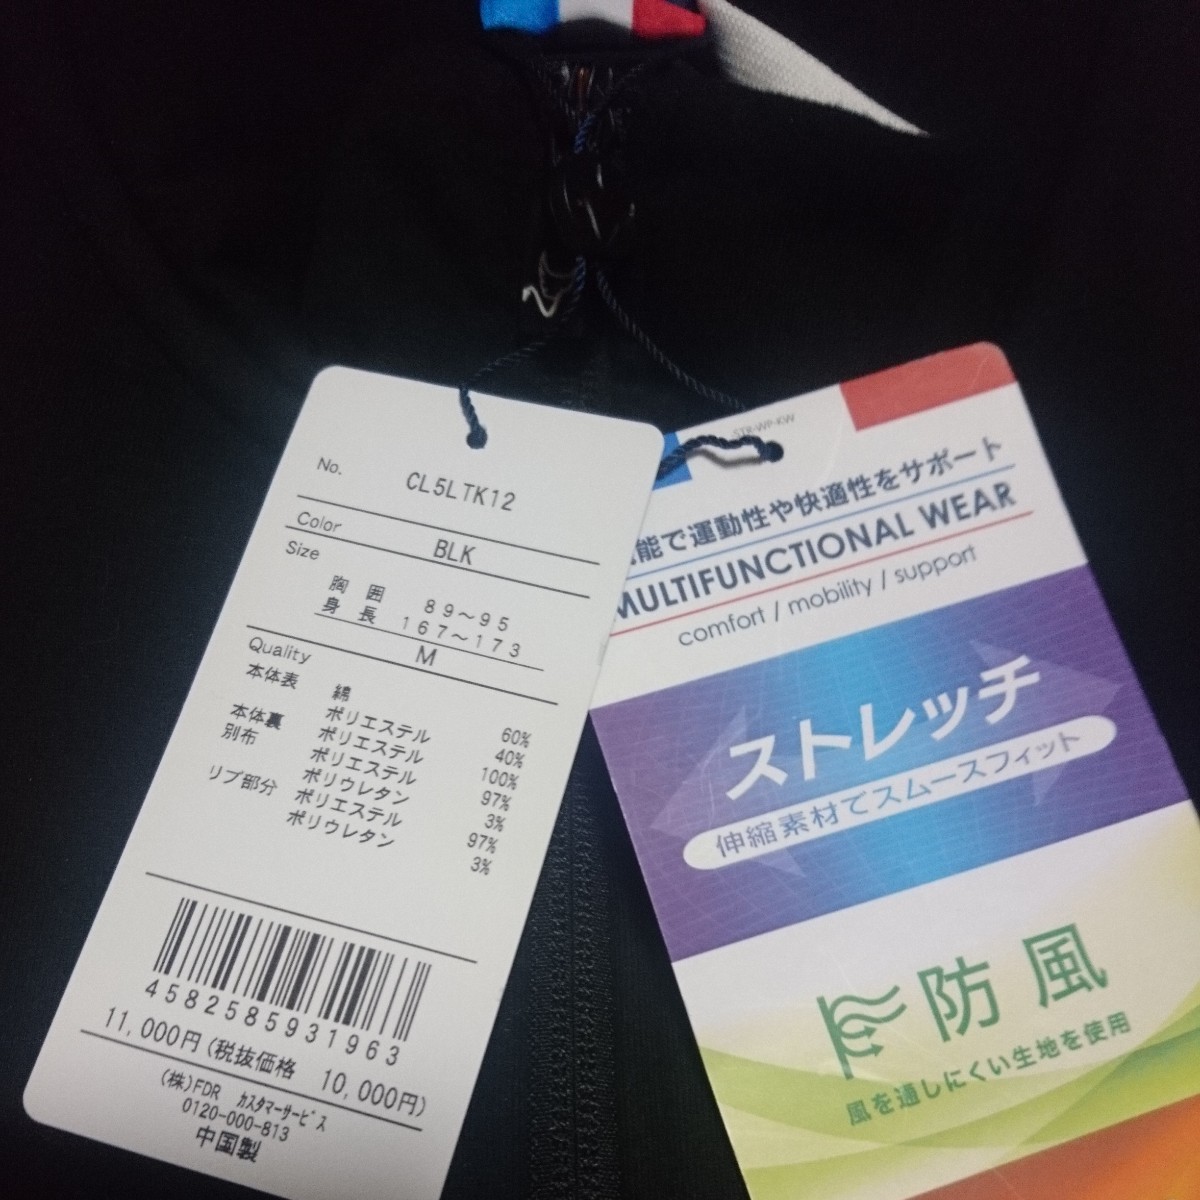 No. CL5LTK12
Color BLK
Size
胸 囲 89～95
身 長 167～173
M
Quality
本体表 綿 60%
ポリエステル 40%
本体裏 ポリエステル 100%
別布 ポリエステル 97%
ポリウレタン 3%
リブ部分 ポリエステル 97%
ポリウレタン 3%
4582585931963
11,000円(税抜価格 10,000円)
(株)FDR ｶｽﾀﾏｰｻｰﾋﾞｽ
0120-000-813
中国製
STR-WP-KW
能で運動性や快適性をサポート
MULTIFUNCTIONAL WEAR
comfort / mobility / support
ストレッチ
伸縮素材でスムースフィット
防風
風を通しにくい生地を使用